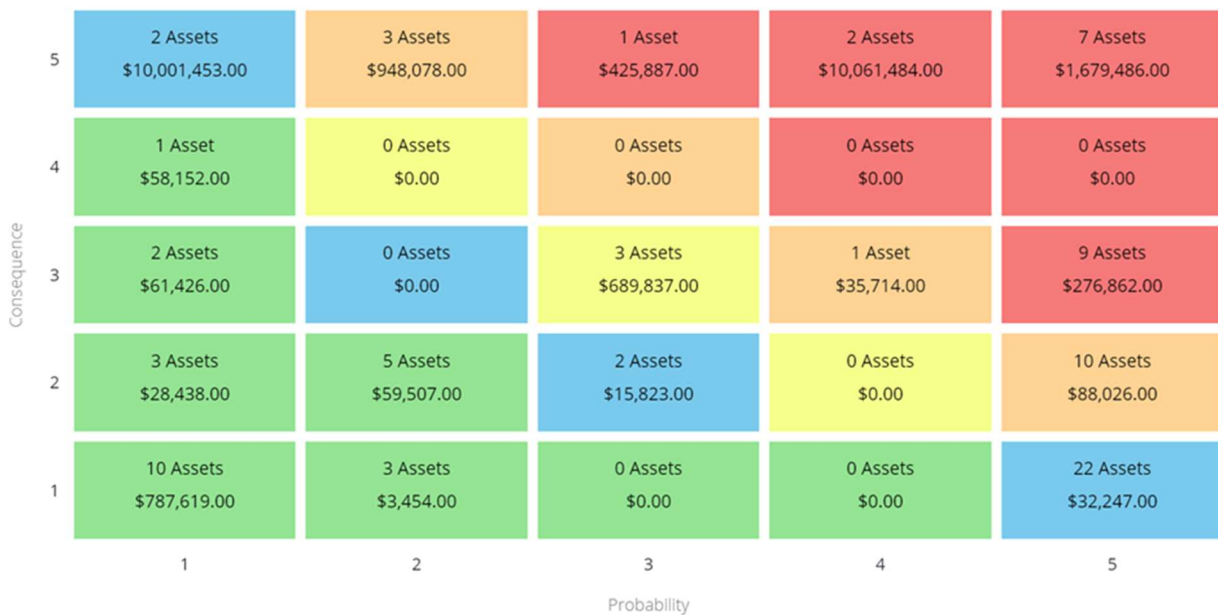 5
2 Assets
$10,001,453.00
3 Assets
$948,078.00
1 Asset
$425,887.00
2 Assets
$10,061,484.00
7 Assets
$1,679,486.00
4
1 Asset
$58,152.00
0 Assets
$0.00
0 Assets
$0.00
0 Assets
$0.00
0 Assets
$0.00
Consequence
3
2 Assets
$61,426.00
0 Assets
$0.00
3 Assets
$689,837.00
1 Asset
$35,714.00
9 Assets
$276,862.00
2
3 Assets
$28,438.00
5 Assets
$59,507.00
2 Assets
$15,823.00
0 Assets
$0.00
10 Assets
$88,026.00
1
10 Assets
$787,619.00
3 Assets
$3,454.00
0 Assets
$0.00
0 Assets
$0.00
22 Assets
$32,247.00
1
2
3
4
5
Probability